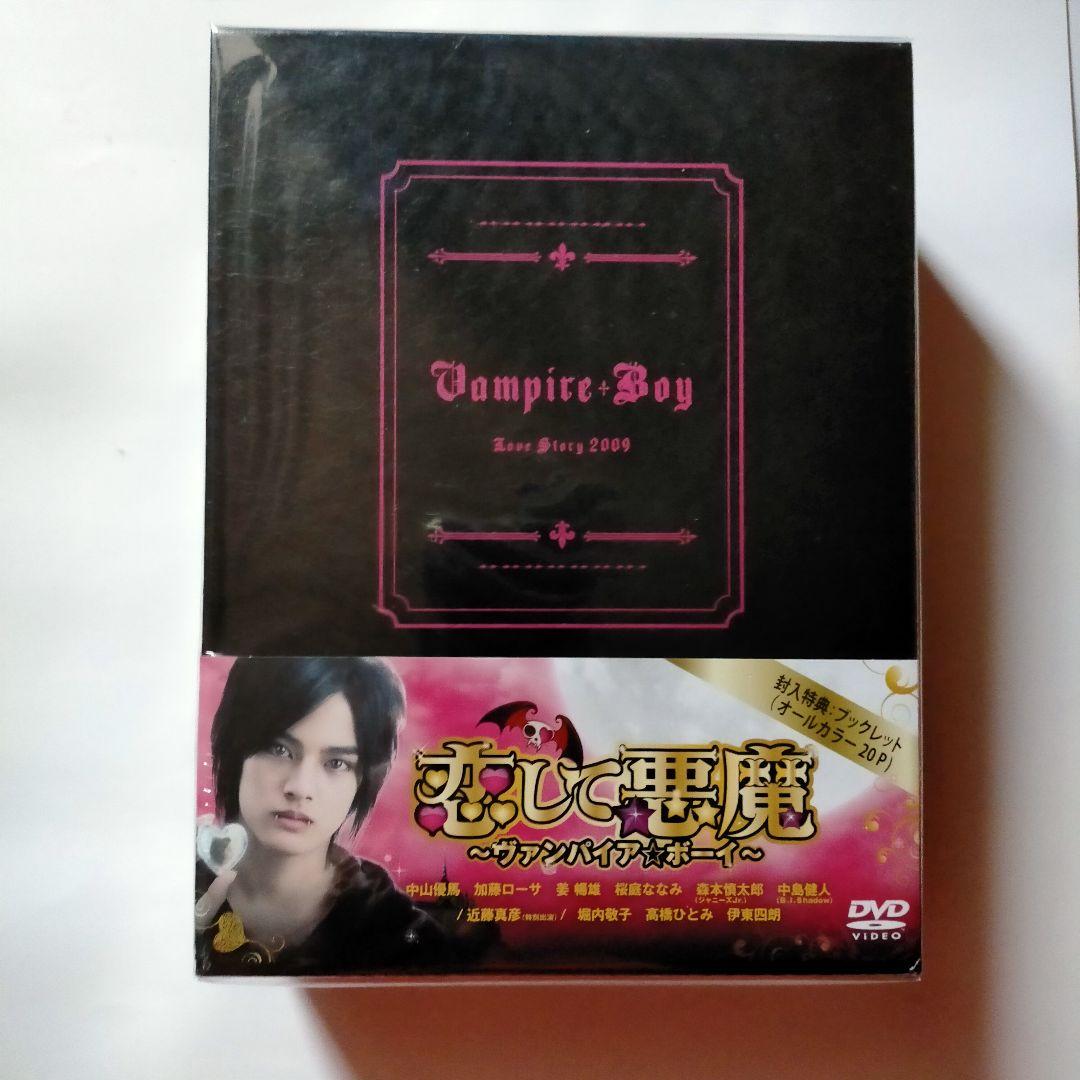 Vampire+Boy
Love Story 2009
封入特典:ブックレット
(オールカラー20P)
恋して悪魔
~ヴァンパイア☆ボーイ~
中山優馬 加藤ローサ 姜暢雄 桜庭ななみ 森本慎太郎(ジャニーズJr.) 中島健人(B.I.Shadow)
/近藤真彦(特別出演)/ 堀内敬子 高橋ひとみ 伊東四朗
DVD
VIDEO